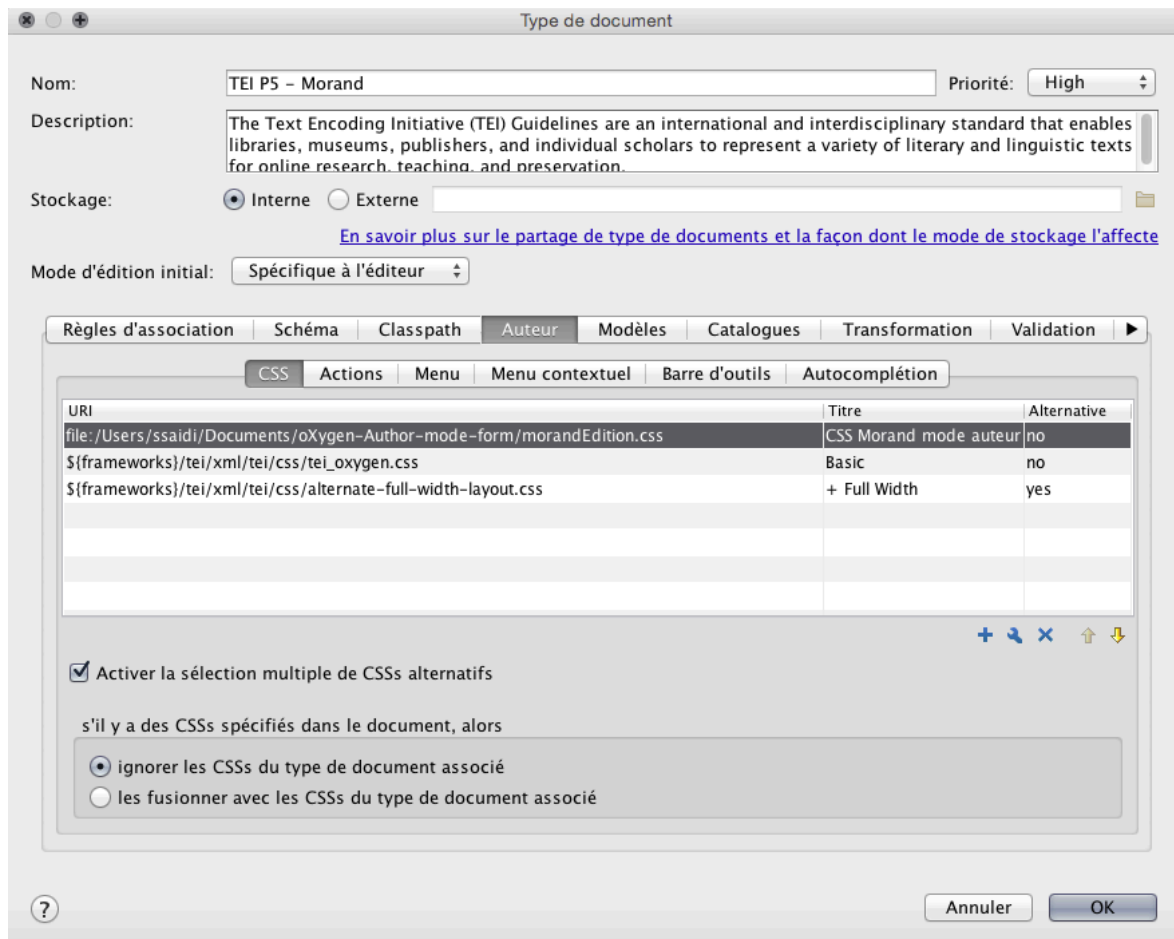 Type de document
Nom: TEI P5 – Morand Priorité: High
Description: The Text Encoding Initiative (TEI) Guidelines are an international and interdisciplinary standard that enables
libraries, museums, publishers, and individual scholars to represent a variety of literary and linguistic texts
for online research, teaching, and preservation.
Stockage: Interne Externe
En savoir plus sur le partage de type de documents et la façon dont le mode de stockage l'affecte
Mode d'édition initial: Spécifique à l'éditeur
Règles d'association Schéma Classpath Auteur Modèles Catalogues Transformation Validation
CSS Actions Menu Menu contextuel Barre d'outils Autocomplétion
URI Titre Alternative
file:/Users/ssaidi/Documents/oXygen-Author-mode-form/morandEdition.css CSS Morand mode auteur no
${frameworks}/tei/xml/tei/css/tei_oxygen.css Basic no
${frameworks}/tei/xml/tei/css/alternate-full-width-layout.css + Full Width yes
Activer la sélection multiple de CSSs alternatifs
s'il y a des CSSs spécifiés dans le document, alors
ignorer les CSSs du type de document associé
les fusionner avec les CSSs du type de document associé
? Annuler OK